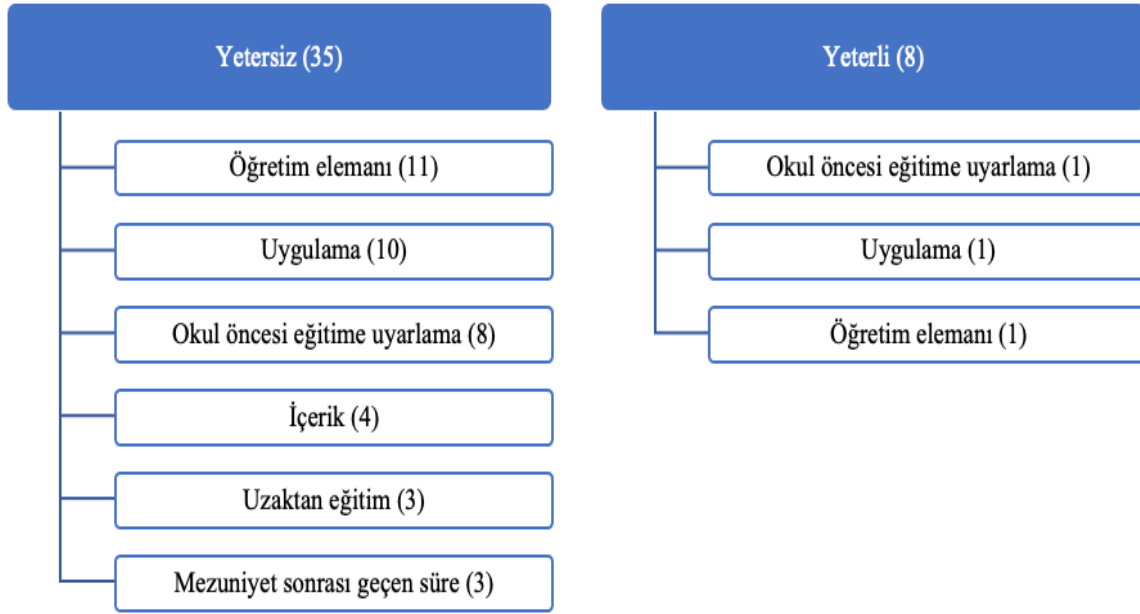 Yetersiz (35)
Öğretim elemanı (11)
Uygulama (10)
Okul öncesi eğitime uyarlama (8)
İçerik (4)
Uzaktan eğitim (3)
Mezuniyet sonrası geçen süre (3)
Yeterli (8)
Okul öncesi eğitime uyarlama (1)
Uygulama (1)
Öğretim elemanı (1)